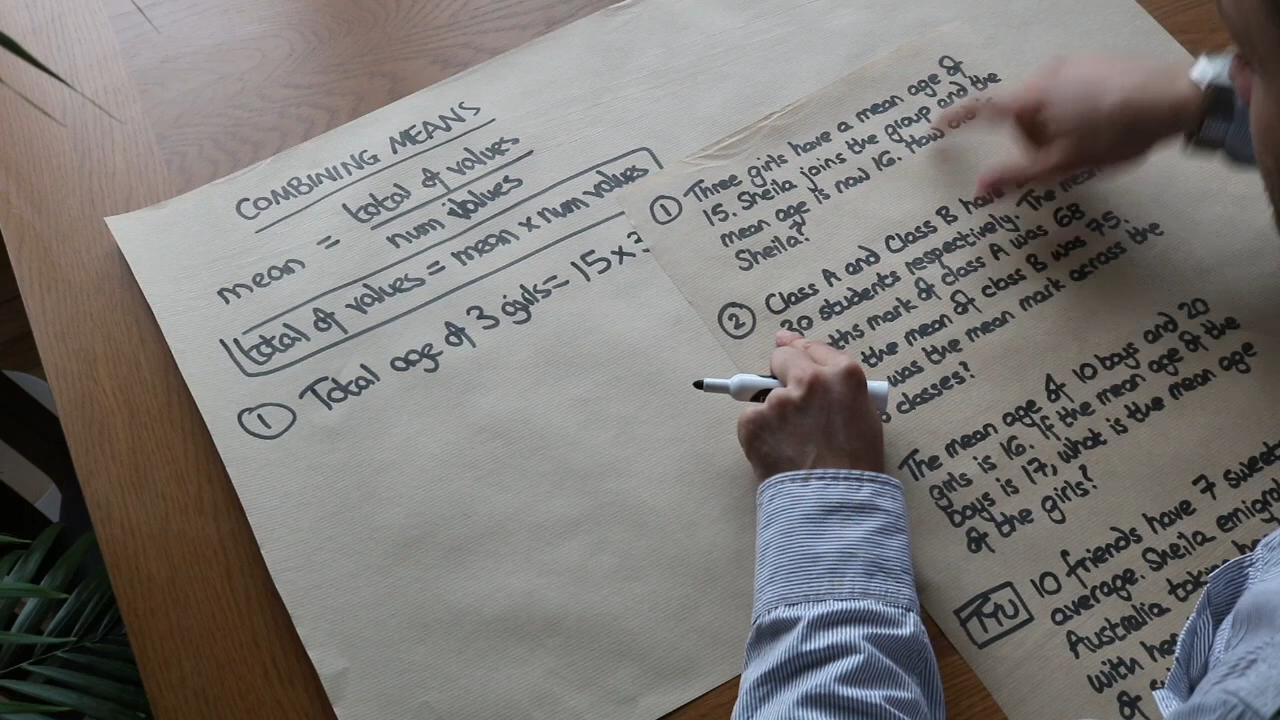 COMBINING MEANS
mean = total of values
num values
total of values = mean x num values
1 Total age of 3 girls = 15 x 3
1 Three girls have a mean age of
15. Sheila joins the group and the
mean age is now 16. How old
Sheila?
2 Class A and Class B have
30 students respectively. The mean
ths mark of class A was 68
the mean of class B was 75.
was the mean mark across the
classes?
The mean age of 10 boys and 20
girls is 16. If the mean age of the
boys is 17, what is the mean age
of the girls?
TYU 10 friends have 7 sweets
average. Sheila emigra
Australia taking he
with her
of